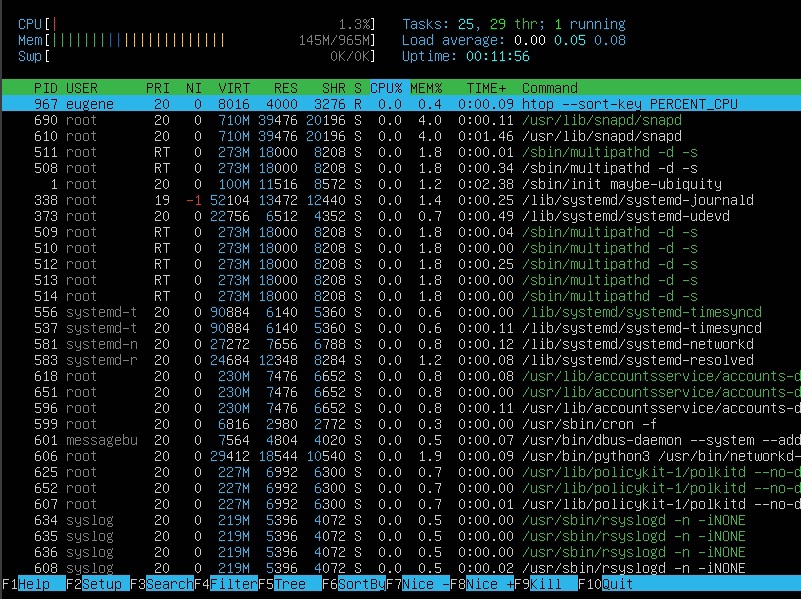 CPU[| 1.3%] Tasks: 25, 29 thr; 1 running
Mem[||||||||||||||||||||||| 145M/965M] Load average: 0.00 0.05 0.08
Swp[ 0K/0K] Uptime: 00:11:56
PID USER PRI NI VIRT RES SHR S CPU% MEM% TIME+ Command
967 eugene 20 0 8016 4000 3276 R 0.0 0.4 0:00.09 htop --sort-key PERCENT_CPU
690 root 20 0 710M 39476 20196 S 0.0 4.0 0:00.11 /usr/lib/snapd/snapd
610 root 20 0 710M 39476 20196 S 0.0 4.0 0:01.46 /usr/lib/snapd/snapd
511 root RT 0 273M 18000 8208 S 0.0 1.8 0:00.01 /sbin/multipathd -d -s
508 root RT 0 273M 18000 8208 S 0.0 1.8 0:00.34 /sbin/multipathd -d -s
1 root 20 0 100M 11516 8572 S 0.0 1.2 0:02.38 /sbin/init maybe-ubiquity
338 root 19 -1 52104 13472 12440 S 0.0 1.4 0:00.25 /lib/systemd/systemd-journald
373 root 20 0 22756 6512 4352 S 0.0 0.7 0:00.49 /lib/systemd/systemd-udevd
509 root RT 0 273M 18000 8208 S 0.0 1.8 0:00.04 /sbin/multipathd -d -s
510 root RT 0 273M 18000 8208 S 0.0 1.8 0:00.00 /sbin/multipathd -d -s
512 root RT 0 273M 18000 8208 S 0.0 1.8 0:00.25 /sbin/multipathd -d -s
513 root RT 0 273M 18000 8208 S 0.0 1.8 0:00.00 /sbin/multipathd -d -s
514 root RT 0 273M 18000 8208 S 0.0 1.8 0:00.00 /sbin/multipathd -d -s
556 systemd-t 20 0 90884 6140 5360 S 0.0 0.6 0:00.00 /lib/systemd/systemd-timesyncd
537 systemd-t 20 0 90884 6140 5360 S 0.0 0.6 0:00.11 /lib/systemd/systemd-timesyncd
581 systemd-n 20 0 27272 7656 6788 S 0.0 0.8 0:00.12 /lib/systemd/systemd-networkd
583 systemd-r 20 0 24684 12348 8284 S 0.0 1.2 0:00.08 /lib/systemd/systemd-resolved
618 root 20 0 230M 7476 6652 S 0.0 0.8 0:00.08 /usr/lib/accountsservice/accounts-d
651 root 20 0 230M 7476 6652 S 0.0 0.8 0:00.00 /usr/lib/accountsservice/accounts-d
596 root 20 0 230M 7476 6652 S 0.0 0.8 0:00.11 /usr/lib/accountsservice/accounts-d
599 root 20 0 6816 2980 2772 S 0.0 0.3 0:00.00 /usr/sbin/cron -f
601 messagebu 20 0 7564 4804 4020 S 0.0 0.5 0:00.07 /usr/bin/dbus-daemon --system --add
606 root 20 0 29412 18544 10540 S 0.0 1.9 0:00.09 /usr/bin/python3 /usr/bin/networkd-
625 root 20 0 227M 6992 6300 S 0.0 0.7 0:00.00 /usr/lib/policykit-1/polkitd --no-d
652 root 20 0 227M 6992 6300 S 0.0 0.7 0:00.00 /usr/lib/policykit-1/polkitd --no-d
607 root 20 0 227M 6992 6300 S 0.0 0.7 0:00.01 /usr/lib/policykit-1/polkitd --no-d
634 syslog 20 0 219M 5396 4072 S 0.0 0.5 0:00.00 /usr/sbin/rsyslogd -n -iNONE
635 syslog 20 0 219M 5396 4072 S 0.0 0.5 0:00.00 /usr/sbin/rsyslogd -n -iNONE
636 syslog 20 0 219M 5396 4072 S 0.0 0.5 0:00.00 /usr/sbin/rsyslogd -n -iNONE
608 syslog 20 0 219M 5396 4072 S 0.0 0.5 0:00.02 /usr/sbin/rsyslogd -n -iNONE
F1Help F2Setup F3SearchF4FilterF5Tree F6SortByF7Nice -F8Nice +F9Kill F10Quit